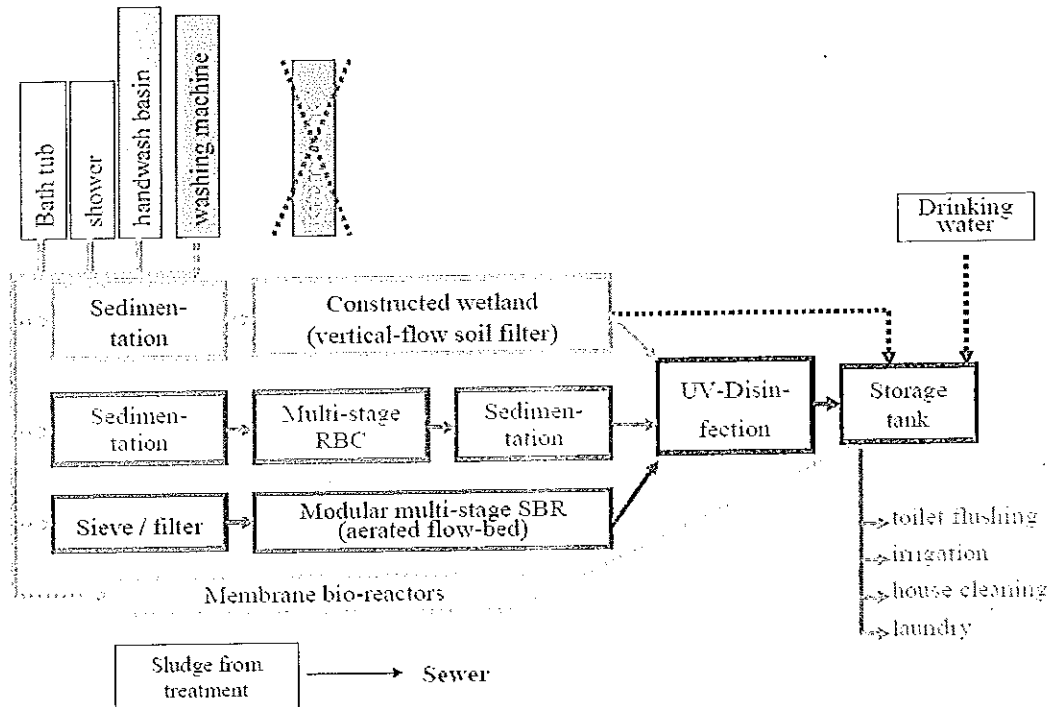 Bath tub
shower
handwash basin
washing machine
Drinking
water
Sedimen-
tation
Constructed wetland
(vertical-flow soil filter)
Sedimen-
tation
Multi-stage
RBC
Sedimen-
tation
UV-Disin-
fection
Storage
tank
Sieve / filter
Modular multi-stage SBR
(aerated flow-bed)
Membrane bio-reactors
toilet flushing
irrigation
house cleaning
laundry
Sludge from
treatment
Sewer